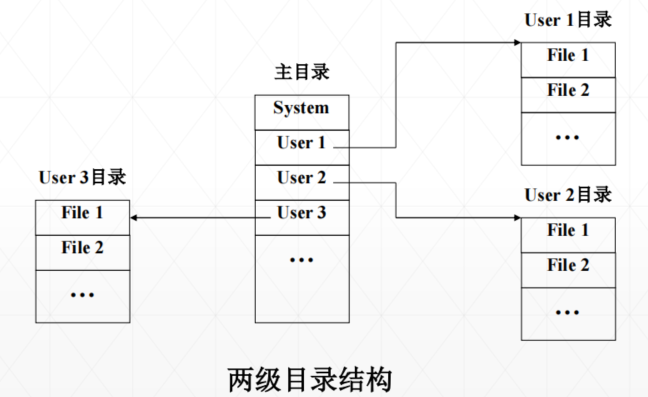 User 1目录
File 1
File 2
...
主目录
System
User 1
User 2
User 3
...
User 3目录
File 1
File 2
...
User 2目录
File 1
File 2
...
两级目录结构